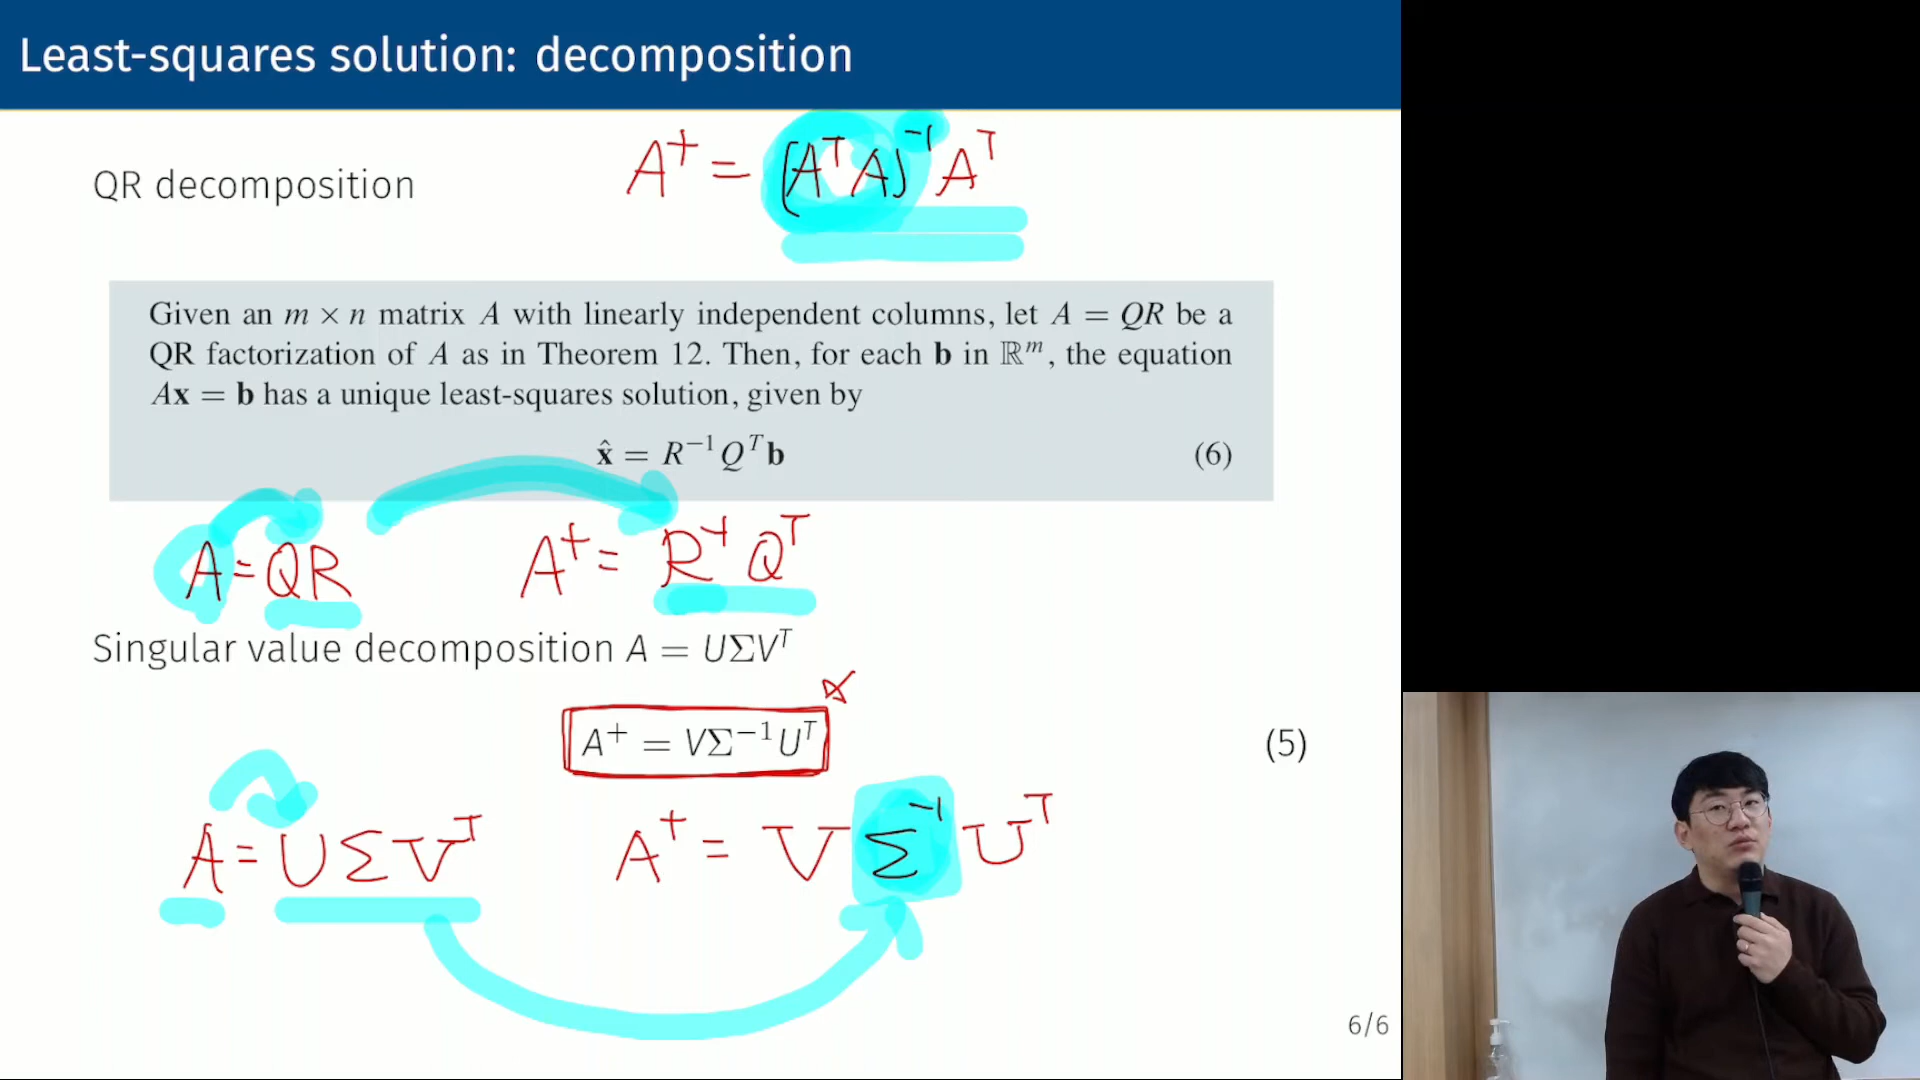 Least-squares solution: decomposition
A⁺ = (AᵀA)⁻¹Aᵀ
QR decomposition
Given an m × n matrix A with linearly independent columns, let A = QR be a
QR factorization of A as in Theorem 12. Then, for each b in ℝᵐ, the equation
Ax = b has a unique least-squares solution, given by
x̂ = R⁻¹Qᵀb (6)
A=QR A⁺= R⁻¹Qᵀ
Singular value decomposition A = UΣVᵀ
A⁺ = VΣ⁻¹Uᵀ (5)
A=UΣVᵀ A⁺= VΣ⁻¹Uᵀ
6/6